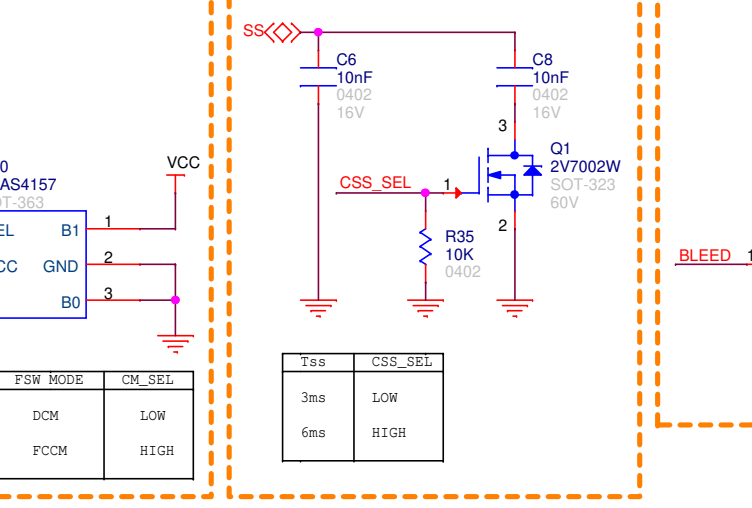 SS
C6
10nF
0402
16V
C8
10nF
0402
16V
3
Q1
2V7002W
SOT-323
60V
CSS_SEL
1
2
R35
10K
0402
VCC
0
AS4157
OT-363
EL
B1
1
CC
GND
2
B0
3
BLEED
1
FSW MODE CM_SEL
DCM LOW
FCCM HIGH
Tss CSS_SEL
3ms LOW
6ms HIGH